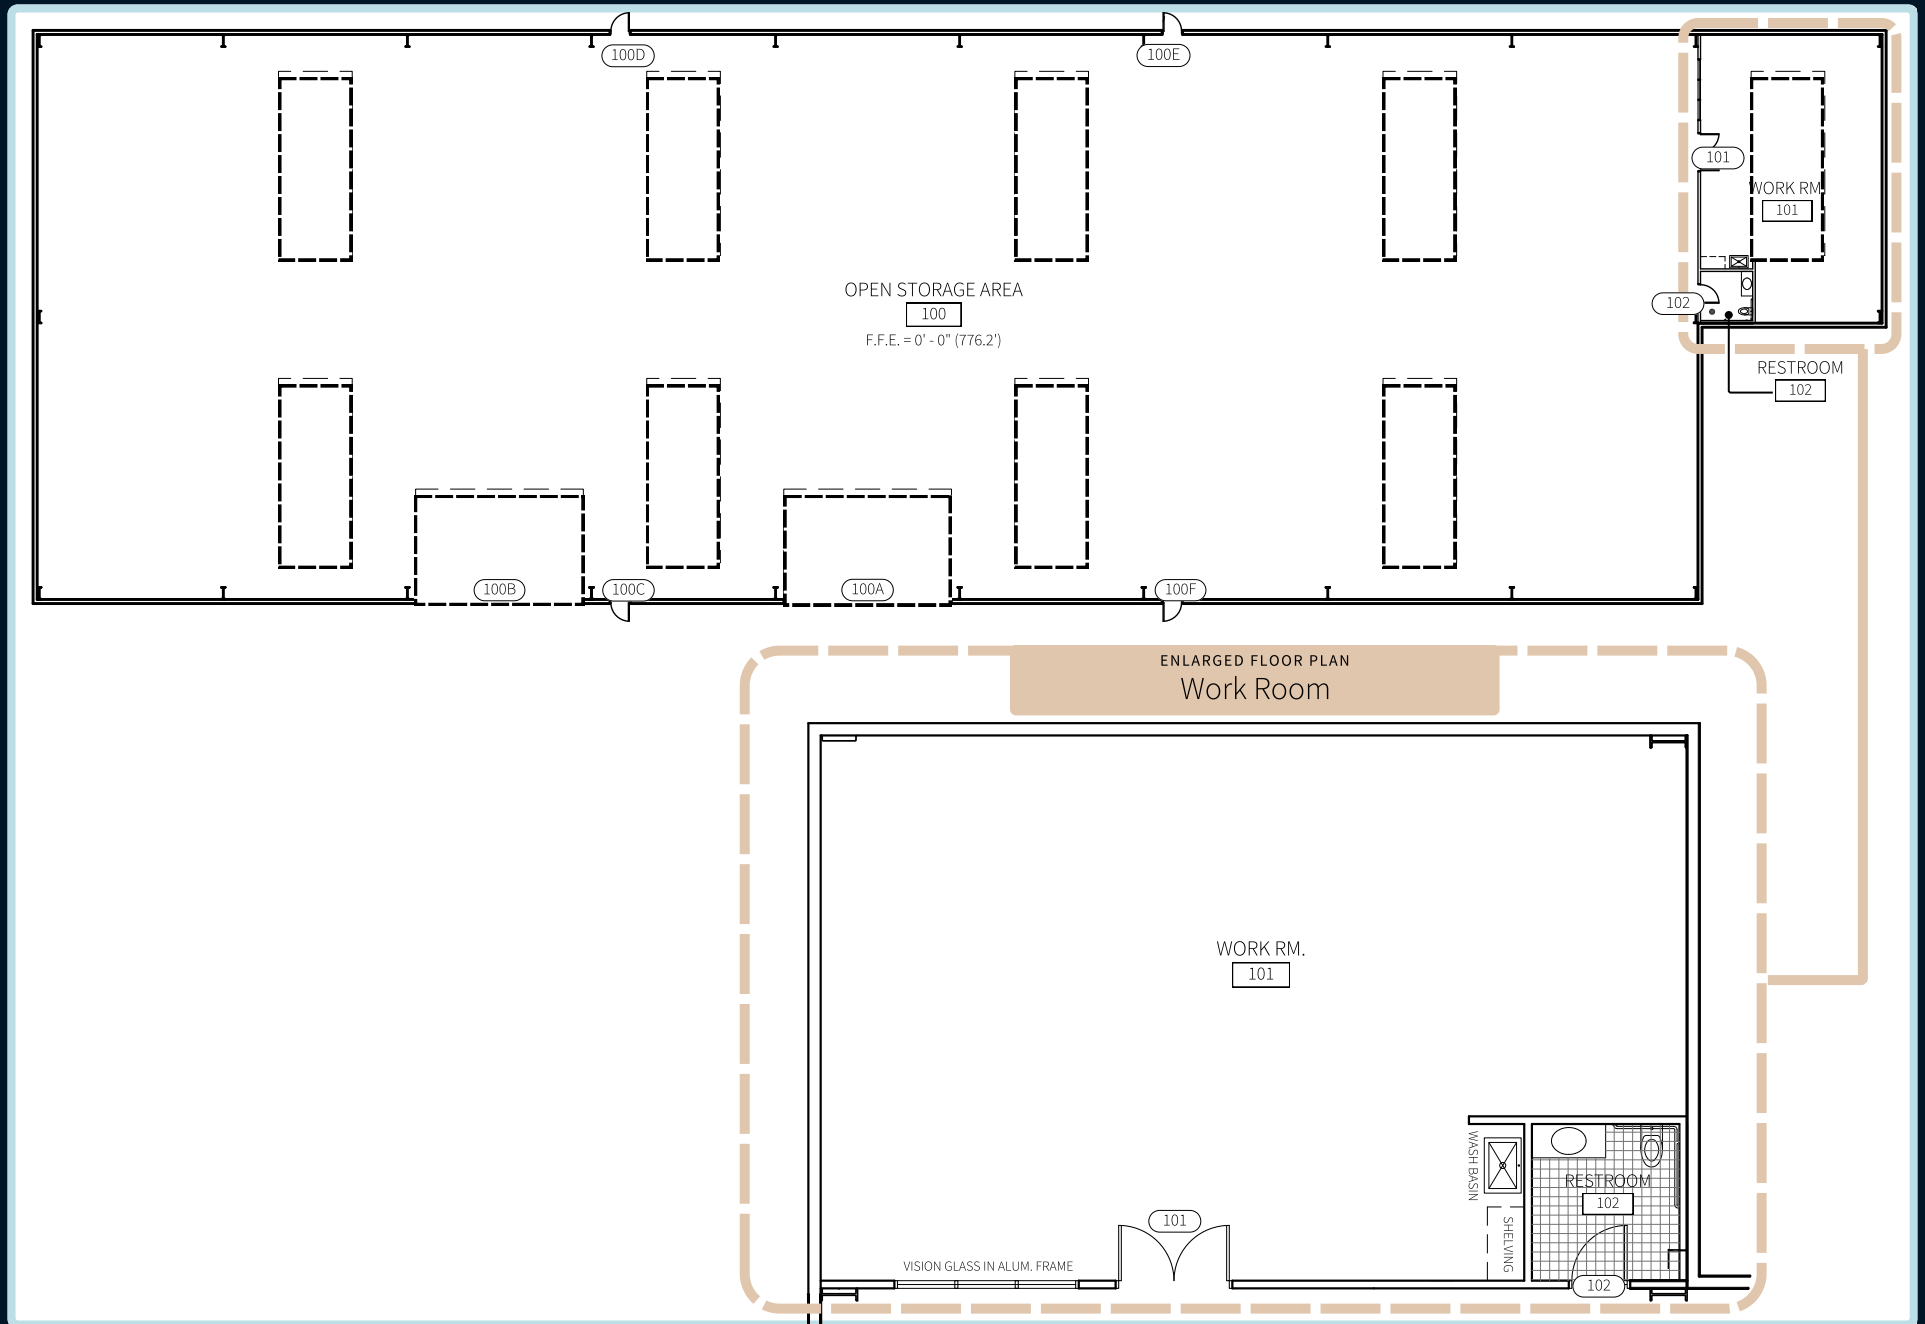 100D
100E
101
WORK RM.
101
OPEN STORAGE AREA
100
F.F.E. = 0' - 0" (776.2')
102
RESTROOM
102
100B
100C
100A
100F
ENLARGED FLOOR PLAN
Work Room
WORK RM.
101
WASH BASIN
RESTROOM
102
SHELVING
101
VISION GLASS IN ALUM. FRAME
102